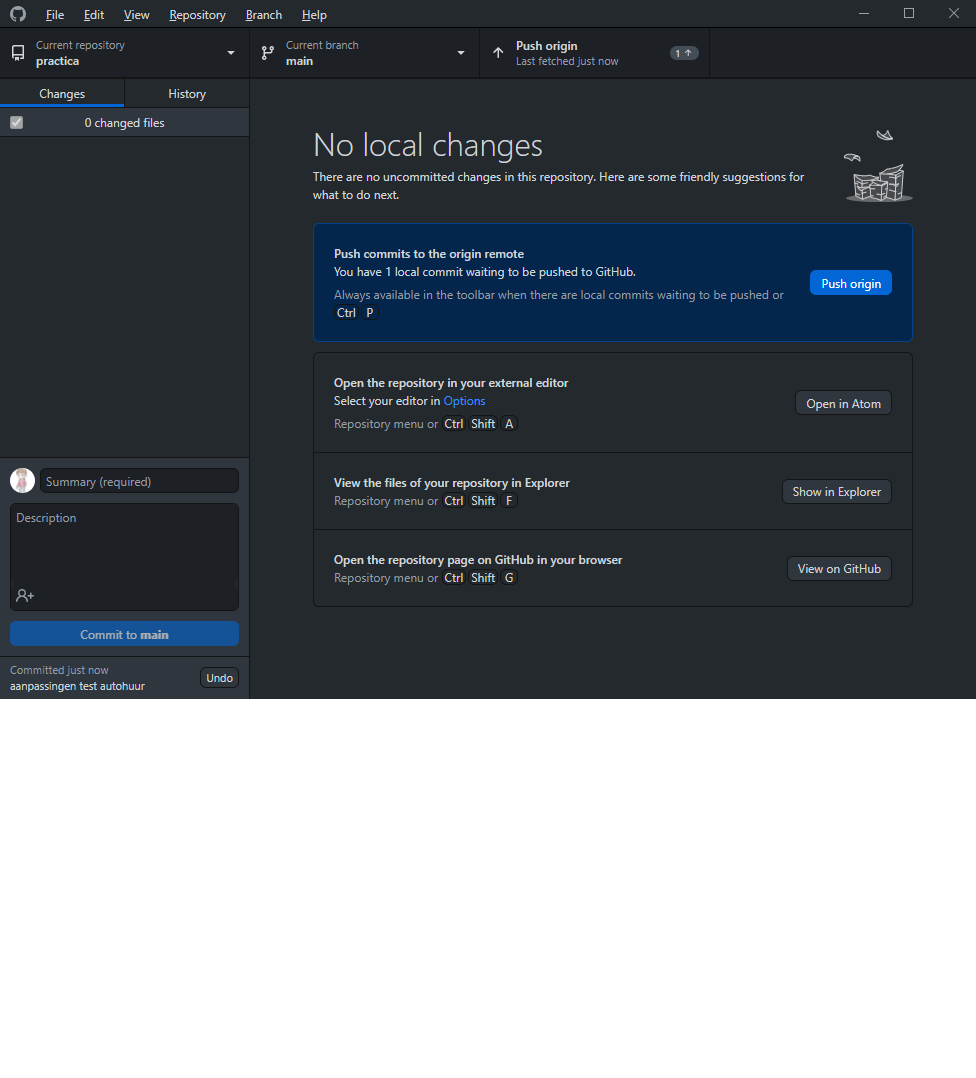 File Edit View Repository Branch Help
Current repository
practica
Current branch
main
Push origin
Last fetched just now
1
Changes History
0 changed files
No local changes
There are no uncommitted changes in this repository. Here are some friendly suggestions for
what to do next.
Push commits to the origin remote
You have 1 local commit waiting to be pushed to GitHub.
Always available in the toolbar when there are local commits waiting to be pushed or
Ctrl P
Push origin
Open the repository in your external editor
Select your editor in Options
Repository menu or Ctrl Shift A
Open in Atom
View the files of your repository in Explorer
Repository menu or Ctrl Shift F
Show in Explorer
Open the repository page on GitHub in your browser
Repository menu or Ctrl Shift G
View on GitHub
Summary (required)
Description
Commit to main
Committed just now
aanpassingen test autohuur
Undo